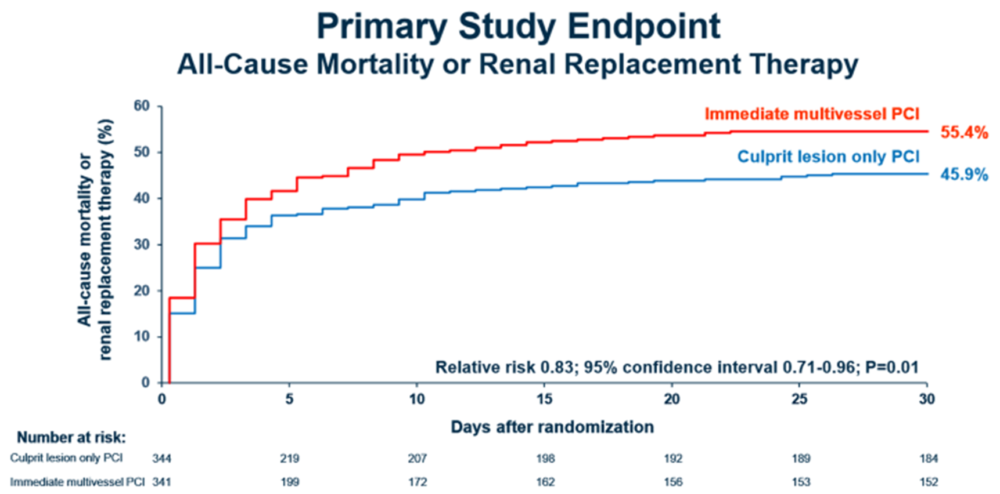 Primary Study Endpoint
All-Cause Mortality or Renal Replacement Therapy
All-cause mortality or
renal replacement therapy (%)
60
50
40
30
20
10
0
Immediate multivessel PCI
55.4%
Culprit lesion only PCI
45.9%
Relative risk 0.83; 95% confidence interval 0.71-0.96; P=0.01
0 5 10 15 20 25 30
Days after randomization
Number at risk:
Culprit lesion only PCI 344 219 207 198 192 189 184
Immediate multivessel PCI 341 199 172 162 156 153 152